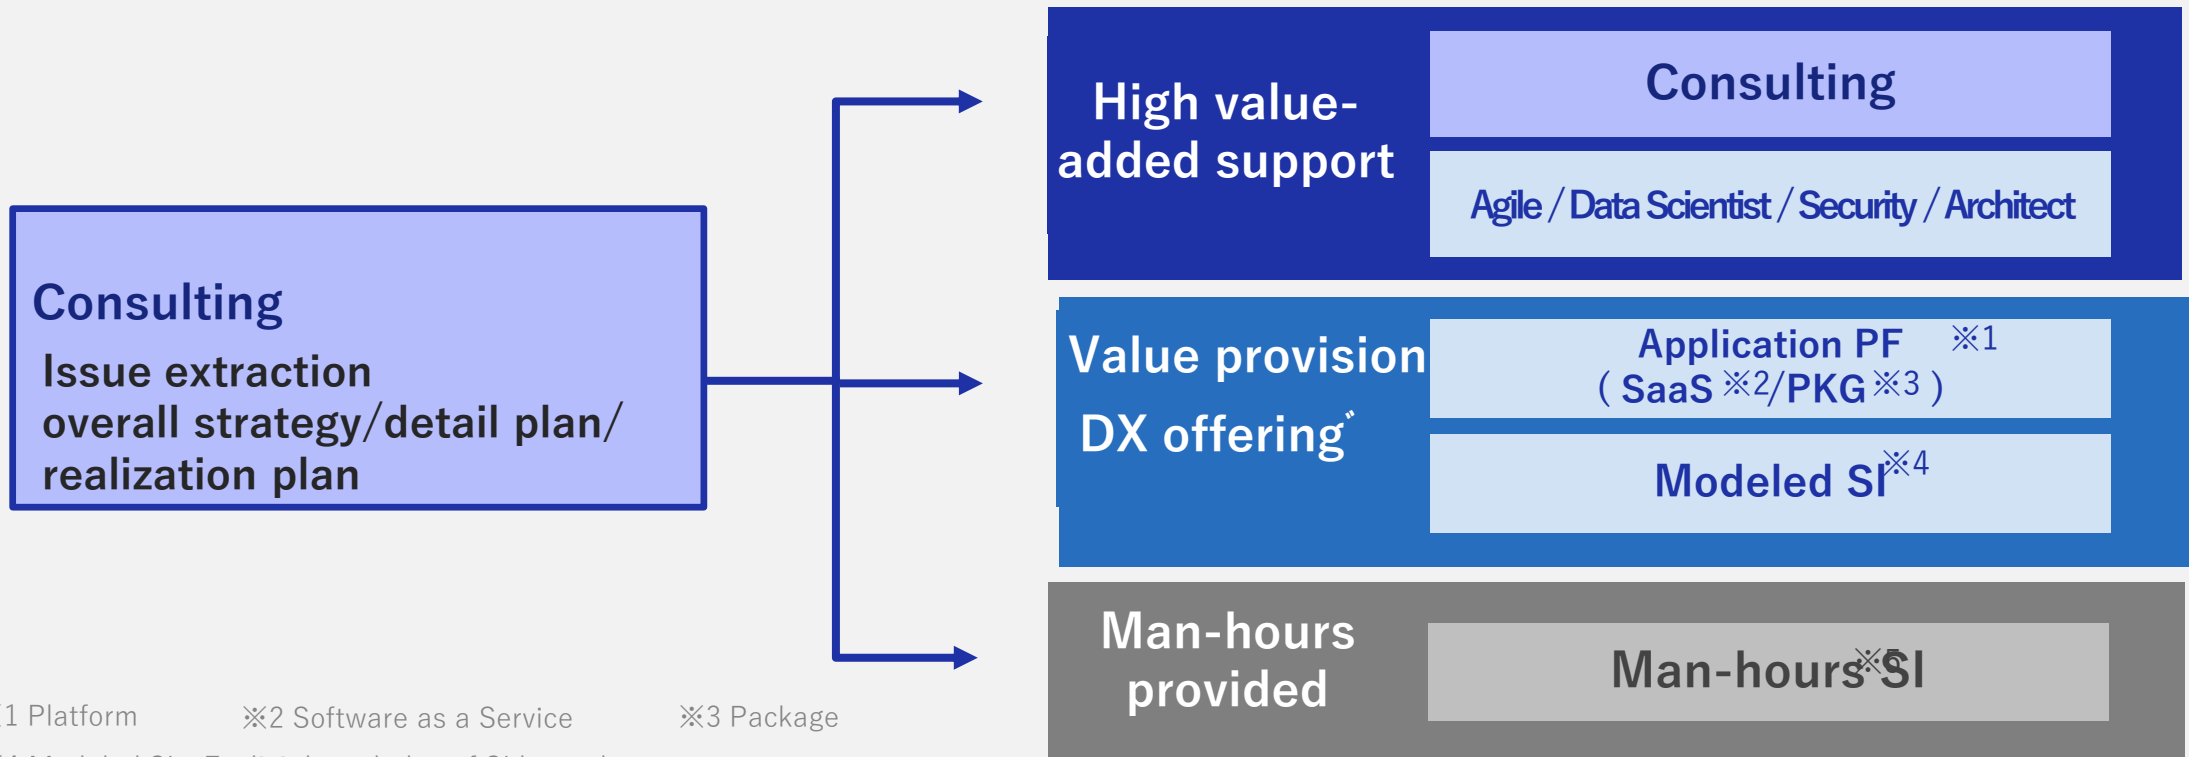 Consulting
Issue extraction
overall strategy/detail plan/
realization plan
High value-
added support
Consulting
Agile / Data Scientist / Security / Architect
Value provision
DX offering
Application PF ※1
( SaaS ※2/PKG ※3 )
Modeled SI※4
Man-hours
provided
Man-hours※5SI
1 Platform ※2 Software as a Service ※3 Package